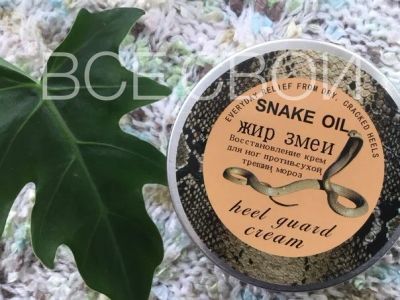 ВСЕ СВОИ
EVERYDAY RELIEF FROM DRY, CRACKED HEELS
SNAKE OIL
жир змеи
Восстановление крем
для ног против сухой
трешин мороз
heel guard
cream